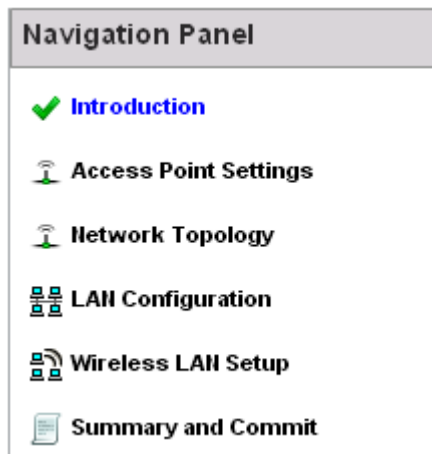 Navigation Panel
Introduction
Access Point Settings
Network Topology
LAN Configuration
Wireless LAN Setup
Summary and Commit